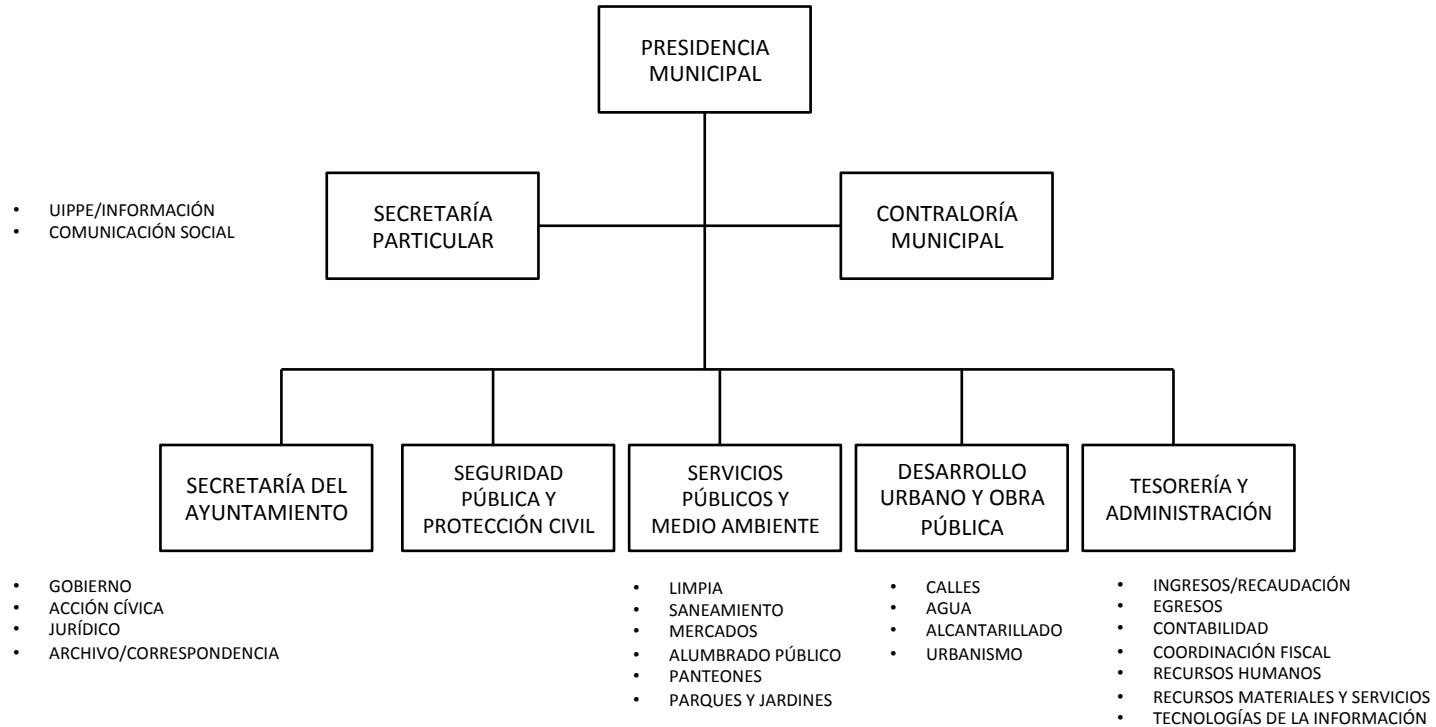 PRESIDENCIA
MUNICIPAL
• UIPPE/INFORMACIÓN
• COMUNICACIÓN SOCIAL
SECRETARÍA
PARTICULAR
CONTRALORÍA
MUNICIPAL
SECRETARÍA DEL
AYUNTAMIENTO
SEGURIDAD
PÚBLICA Y
PROTECCIÓN CIVIL
SERVICIOS
PÚBLICOS Y
MEDIO AMBIENTE
DESARROLLO
URBANO Y OBRA
PÚBLICA
TESORERÍA Y
ADMINISTRACIÓN
• GOBIERNO
• ACCIÓN CÍVICA
• JURÍDICO
• ARCHIVO/CORRESPONDENCIA
• LIMPIA
• SANEAMIENTO
• MERCADOS
• ALUMBRADO PÚBLICO
• PANTEONES
• PARQUES Y JARDINES
• CALLES
• AGUA
• ALCANTARILLADO
• URBANISMO
• INGRESOS/RECAUDACIÓN
• EGRESOS
• CONTABILIDAD
• COORDINACIÓN FISCAL
• RECURSOS HUMANOS
• RECURSOS MATERIALES Y SERVICIOS
• TECNOLOGÍAS DE LA INFORMACIÓN